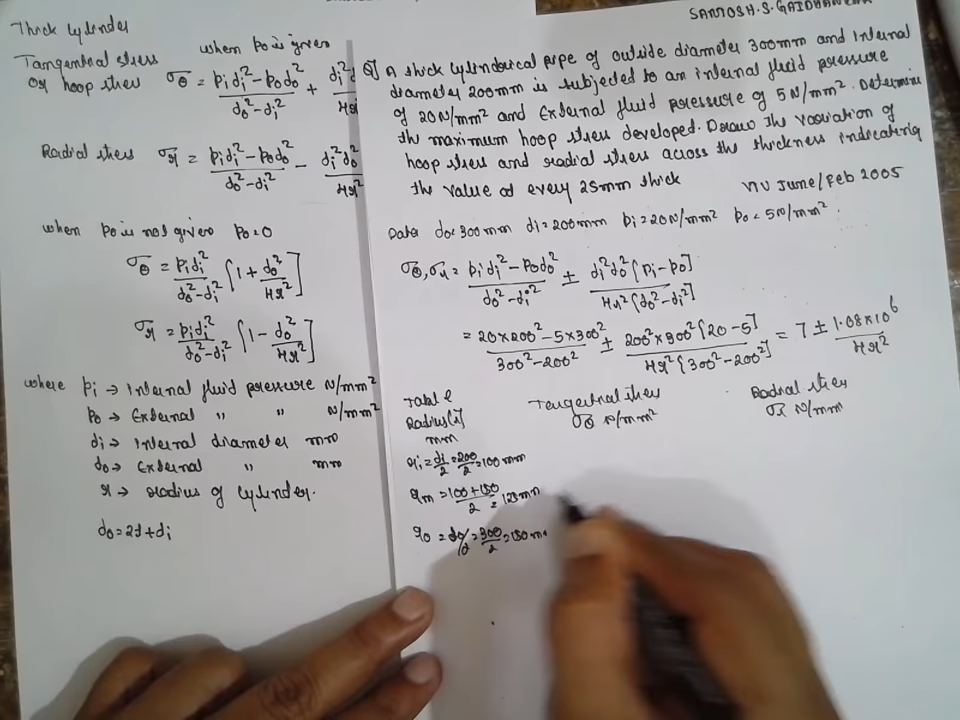 Thick cylinder
Tangential stress when po is given
or hoop stress σθ = pidi² - podo² / do² - di² + di²d
4r²
Radial stress σr = pidi² - podo² / do² - di² - di²do² / 4r²
when po is not given po = 0
σθ = pidi² / do² - di² [1 + do² / 4r²]
σr = pidi² / do² - di² [1 - do² / 4r²]
where pi → Internal fluid pressure N/mm²
po → External " " N/mm²
di → Internal diameter mm
do → External " mm
r → radius of cylinder.
do = 2t + di
SANTOSH.S.GAIDHANKAR
Q) A thick cylinderical pipe of outside diameter 300mm and internal
diameter 200mm is subjected to an internal fluid pressure
of 20N/mm² and External fluid pressure of 5N/mm². Determine
the maximum hoop stress developed. Draw the variation of
hoop stress and radial stress across the thickness indicating
the value at every 25mm thick VTU June/Feb 2005
Data do = 300mm di = 200mm pi = 20N/mm² po = 5N/mm².
σθ, σr = pidi² - podo² / do² - di² ± di²do² [pi - po] / 4r² [do² - di²]
= 20×200² - 5×300² / 300² - 200² ± 200²×300² [20 - 5] / 4r² [300² - 200²] = 7 ± 1.08×10⁶ / 4r²
Table Tangential stress Radial stress
Radius(r) σθ N/mm² σr N/mm
mm
ri = di/2 = 200/2 = 100mm
rm = 100+150 / 2 = 125mm
ro = do/2 = 300/2 = 150m